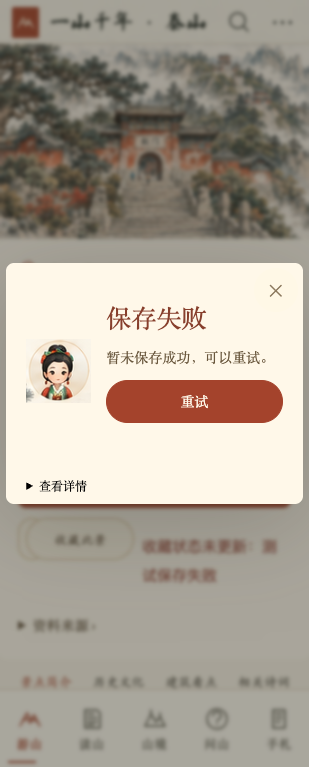 一山千年 · 泰山
保存失败
暂未保存成功，可以重试。
重试
▶ 查看详情
收藏此景
收藏状态未更新：测
试保存失败
▶ 资料来源
景点简介 历史文化 建筑看点 相关诗词
登山 读山 山境 问山 手札